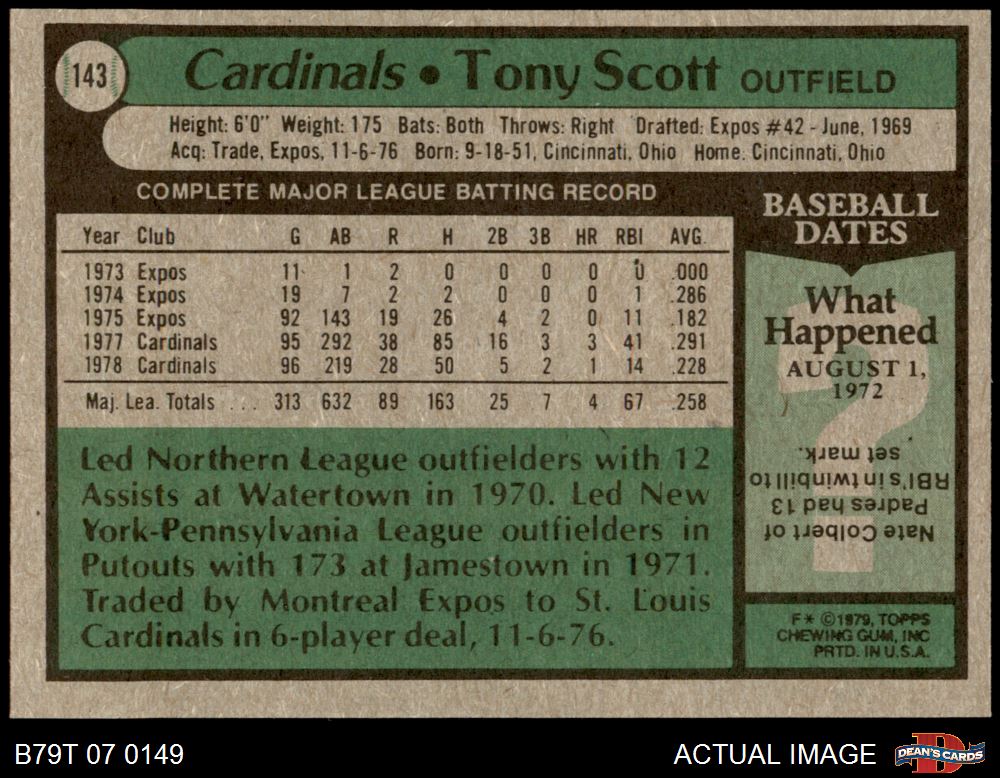 143
Cardinals • Tony Scott OUTFIELD
Height: 6'0" Weight: 175 Bats: Both Throws: Right Drafted: Expos #42 - June, 1969
Acq: Trade, Expos, 11-6-76 Born: 9-18-51, Cincinnati, Ohio Home: Cincinnati, Ohio
COMPLETE MAJOR LEAGUE BATTING RECORD
Year Club G AB R H 2B 3B HR RBI AVG.
1973 Expos 11 1 2 0 0 0 0 0 .000
1974 Expos 19 7 2 2 0 0 0 1 .286
1975 Expos 92 143 19 26 4 2 0 11 .182
1977 Cardinals 95 292 38 85 16 3 3 41 .291
1978 Cardinals 96 219 28 50 5 2 1 14 .228
Maj. Lea. Totals ... 313 632 89 163 25 7 4 67 .258
Led Northern League outfielders with 12
Assists at Watertown in 1970. Led New
York-Pennsylvania League outfielders in
Putouts with 173 at Jamestown in 1971.
Traded by Montreal Expos to St. Louis
Cardinals in 6-player deal, 11-6-76.
BASEBALL
DATES
What
Happened
AUGUST 1,
1972
?
Nate Colbert of
Padres had 13
RBI's in twinbill to
set mark.
F* ©1979, TOPPS
CHEWING GUM, INC
PRTD. IN U.S.A.
B79T 07 0149
ACTUAL IMAGE
DEAN'S CARDS